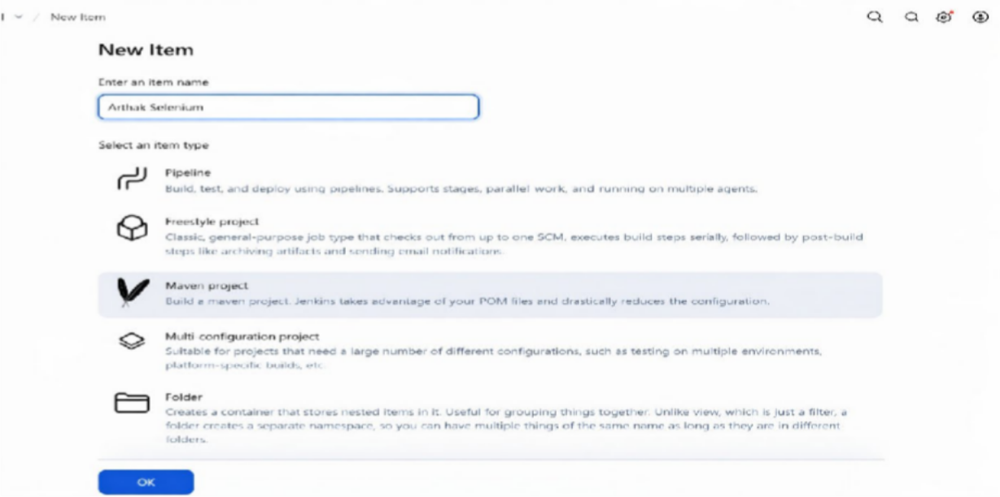 New Item
New Item
Enter an item name
Arthak Selenium
Select an item type
Pipeline
Build, test, and deploy using pipelines. Supports stages, parallel work, and running on multiple agents.
Freestyle project
Classic, general-purpose job type that checks out from up to one SCM, executes build steps serially, followed by post-build
steps like archiving artifacts and sending email notifications.
Maven project
Build a maven project. Jenkins takes advantage of your POM files and drastically reduces the configuration.
Multi-configuration project
Suitable for projects that need a large number of different configurations, such as testing on multiple environments,
platform-specific builds, etc.
Folder
Creates a container that stores nested items in it. Useful for grouping things together. Unlike view, which is just a filter, a
folder creates a separate namespace, so you can have multiple things of the same name as long as they are in different
folders.
OK